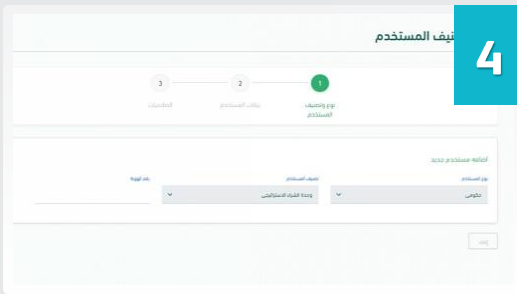 4
تصنيف المستخدم
1
2
3
نوع وتصنيف المستخدم
بيانات المستخدم
الصلاحيات
اضافة مستخدم جديد
نوع المستخدم
تصنيف المستخدم
رقم الهوية
حكومي
وحدة الشراء الاستراتيجي
إلغاء